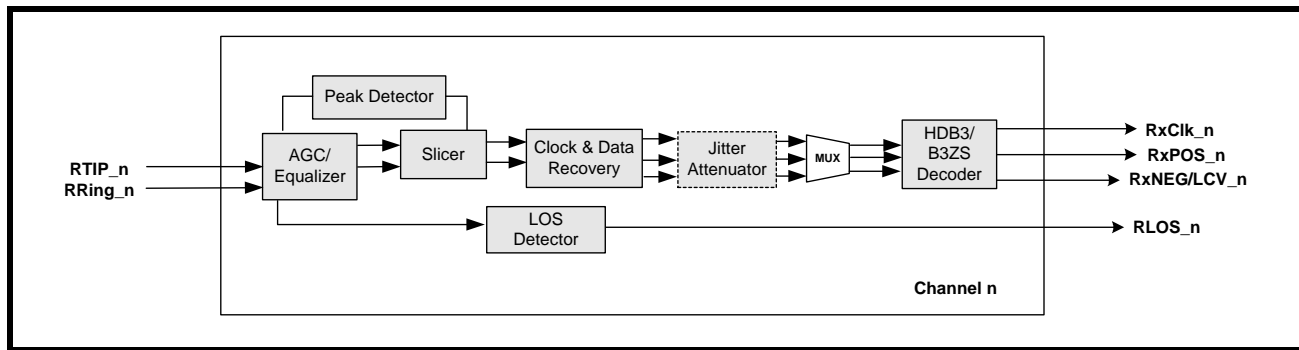 Peak Detector
RTIP_n
RRing_n
AGC/
Equalizer
Slicer
Clock & Data
Recovery
Jitter
Attenuator
MUX
HDB3/
B3ZS
Decoder
RxClk_n
RxPOS_n
RxNEG/LCV_n
LOS
Detector
RLOS_n
Channel n